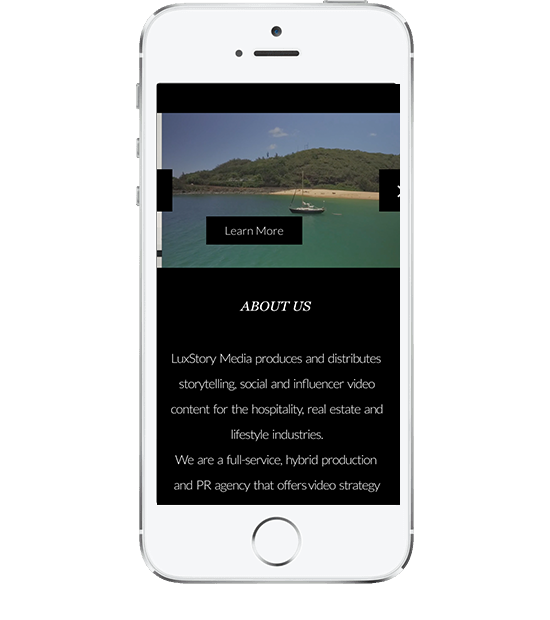 Learn More
ABOUT US
LuxStory Media produces and distributes
storytelling, social and influencer video
content for the hospitality, real estate and
lifestyle industries.
We are a full-service, hybrid production
and PR agency that offers video strategy